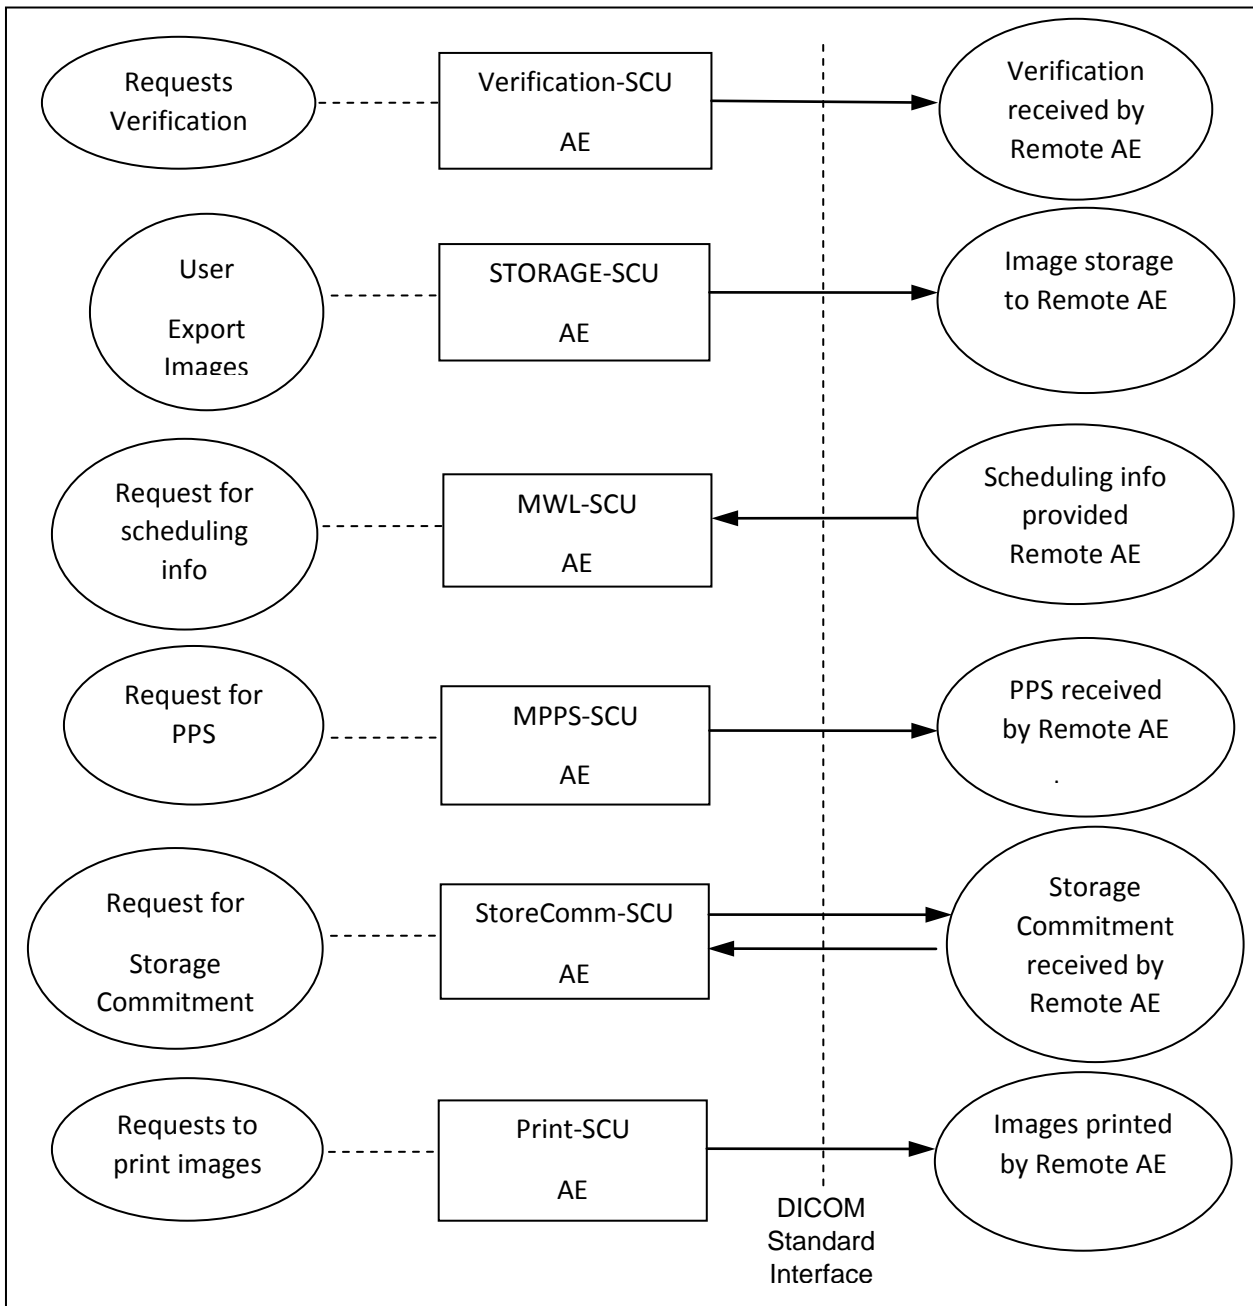 Requests
Verification
Verification-SCU
AE
Verification
received by
Remote AE
User
Export
Images
STORAGE-SCU
AE
Image storage
to Remote AE
Request for
scheduling
info
MWL-SCU
AE
Scheduling info
provided
Remote AE
Request for
PPS
MPPS-SCU
AE
PPS received
by Remote AE
.
Request for
Storage
Commitment
StoreComm-SCU
AE
Storage
Commitment
received by
Remote AE
Requests to
print images
Print-SCU
AE
Images printed
by Remote AE
DICOM
Standard
Interface